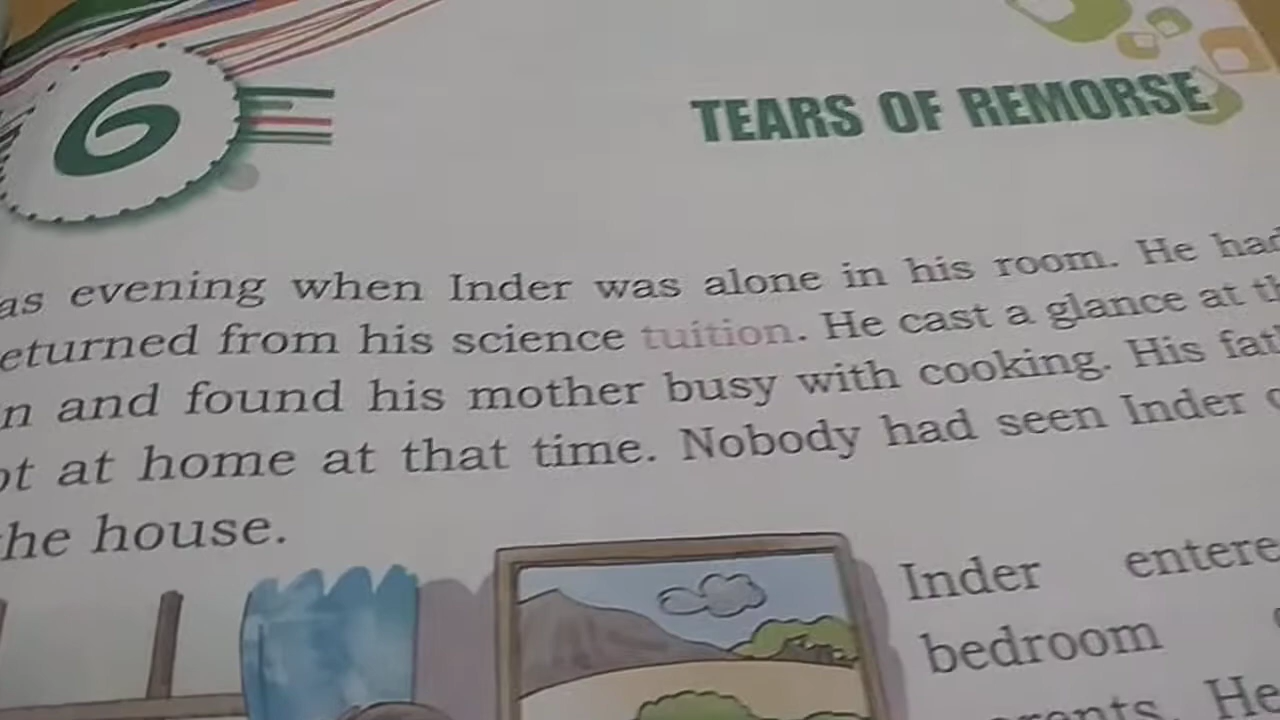 6
TEARS OF REMORSE
as evening when Inder was alone in his room. He had
eturned from his science tuition. He cast a glance at th
n and found his mother busy with cooking. His fat
ot at home at that time. Nobody had seen Inder
he house.
Inder entere
bedroom
rents. He